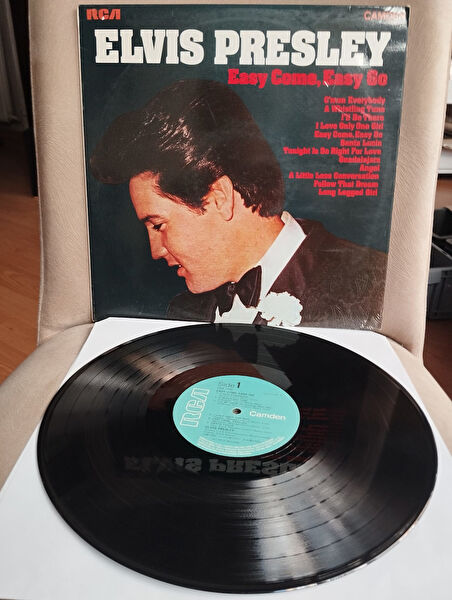 RCA CAMDEN
ELVIS PRESLEY
Easy Come, Easy Go
C'mon Everybody
A Whistling Tune
I'll Be There
I Love Only One Girl
Easy Come, Easy Go
Santa Lucia
Tonight Is So Right For Love
Guadalajara
Angel
A Little Less Conversation
Follow That Dream
Long Legged Girl
Side 1
RCA
Camden